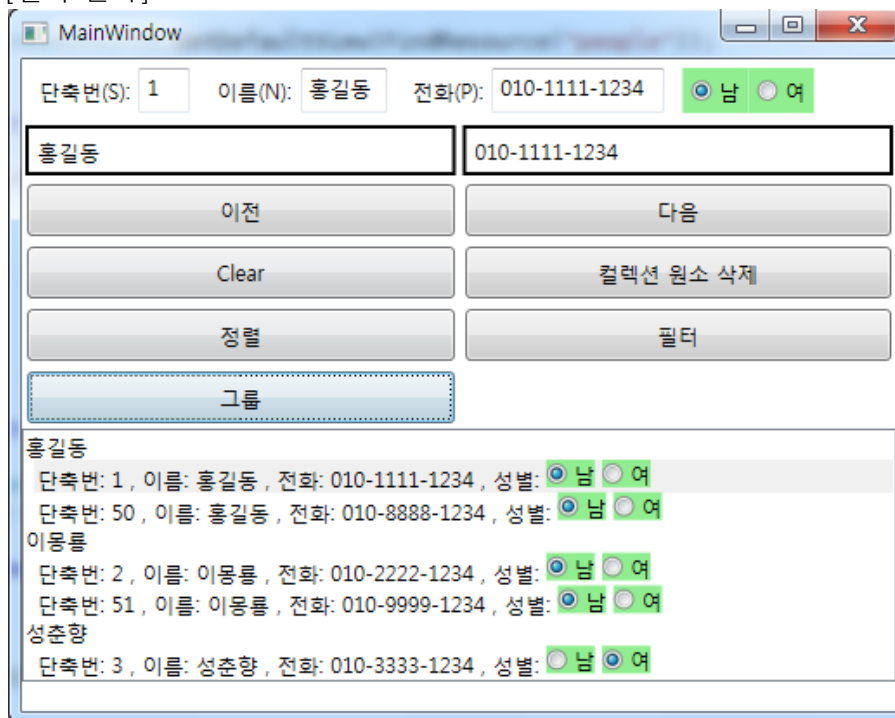 MainWindow
단축번(S): 1 이름(N): 홍길동 전화(P): 010-1111-1234 남 여
홍길동 010-1111-1234
이전 다음
Clear 컬렉션 원소 삭제
정렬 필터
그룹
홍길동
단축번: 1 , 이름: 홍길동 , 전화: 010-1111-1234 , 성별: 남 여
단축번: 50 , 이름: 홍길동 , 전화: 010-8888-1234 , 성별: 남 여
이몽룡
단축번: 2 , 이름: 이몽룡 , 전화: 010-2222-1234 , 성별: 남 여
단축번: 51 , 이름: 이몽룡 , 전화: 010-9999-1234 , 성별: 남 여
성춘향
단축번: 3 , 이름: 성춘향 , 전화: 010-3333-1234 , 성별: 남 여